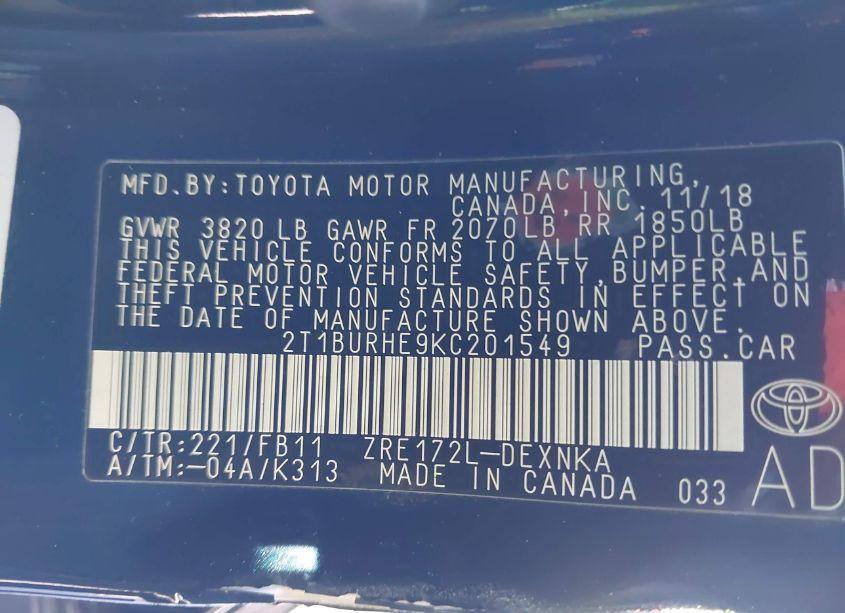 MFD.BY:TOYOTA MOTOR MANUFACTURING,
CANADA,INC. 11/18
GVWR 3820 LB GAWR FR 2070LB RR 1850LB
THIS VEHICLE CONFORMS TO ALL APPLICABLE
FEDERAL MOTOR VEHICLE SAFETY,BUMPER,AND
THEFT PREVENTION STANDARDS IN EFFECT ON
THE DATE OF MANUFACTURE SHOWN ABOVE.
2T1BURHE9KC201549 PASS.CAR
C/TR:221/FB11 ZRE172L-DEXNKA
A/TM:-04A/K313 MADE IN CANADA 033 AD